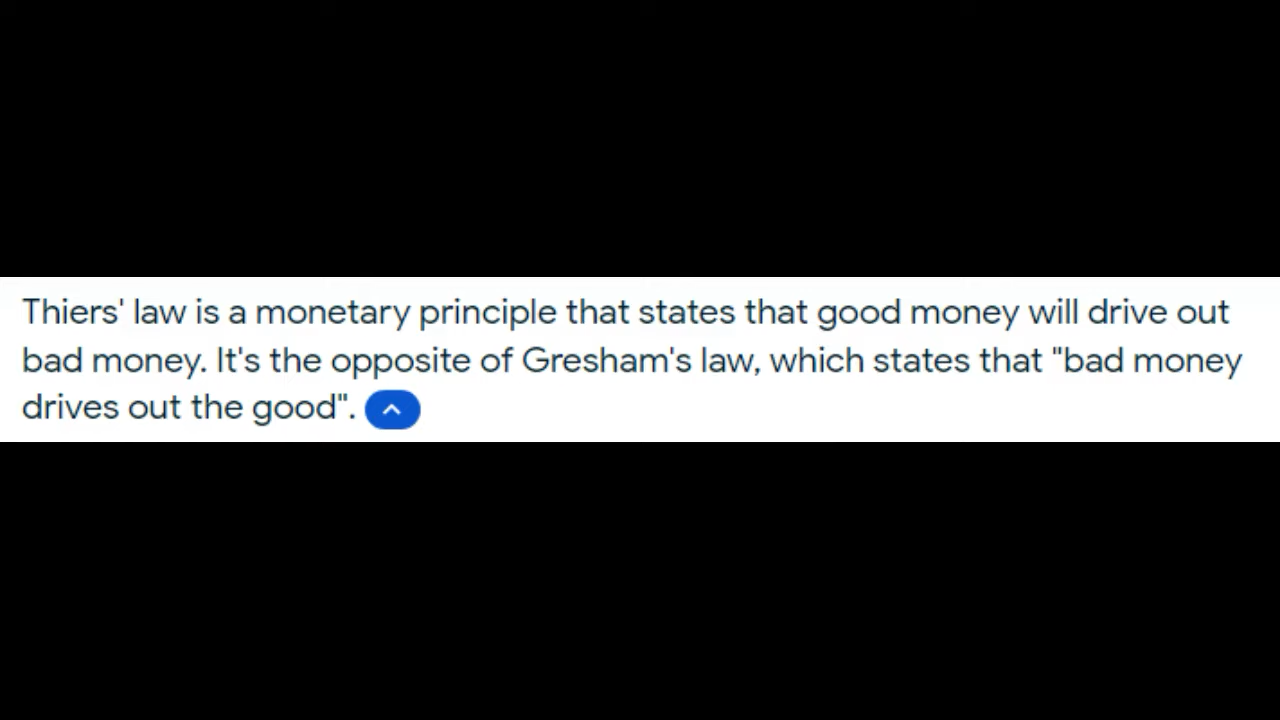 Thiers' law is a monetary principle that states that good money will drive out
bad money. It's the opposite of Gresham's law, which states that "bad money
drives out the good".